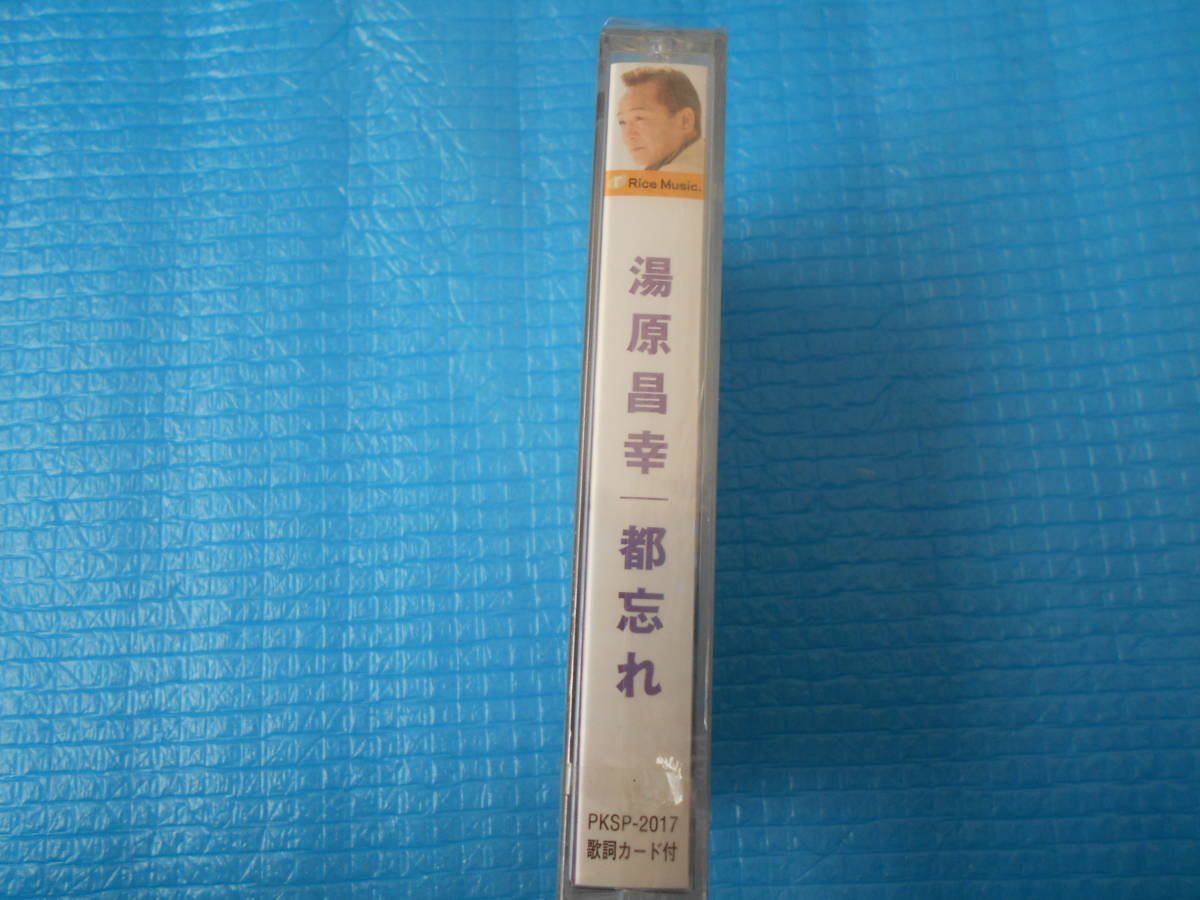 Rice Music.
湯原昌幸|都忘れ
PKSP-2017
歌詞カード付